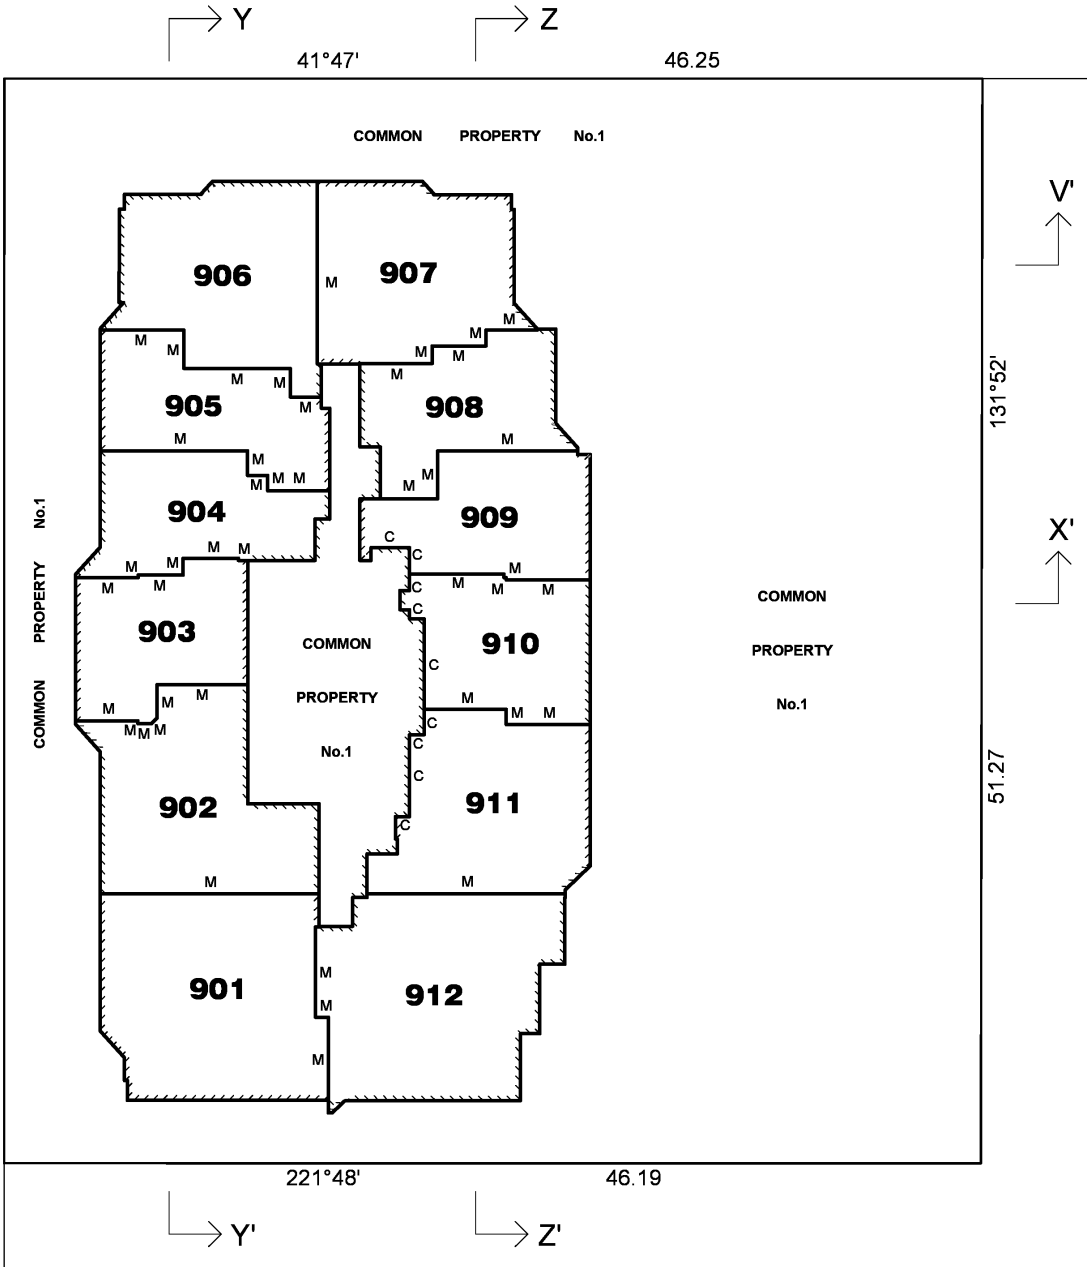 Y
Z
41°47'
46.25
COMMON PROPERTY No.1
V'
906
907
M
M
M
M
M
M
M
M
M
M
M
M
905
908
131°52'
M
M
M
M
M
M
M
M
M
904
909
COMMON PROPERTY No.1
C
X'
M
M
C
M
M
M
M
M
M
C
M
M
M
C
COMMON
PROPERTY
No.1
903
910
COMMON
PROPERTY
No.1
C
M
M
M
M
M
M
C
M
M
M
M
C
C
51.27
902
911
C
M
M
M
901
912
M
M
221°48'
46.19
Y'
Z'